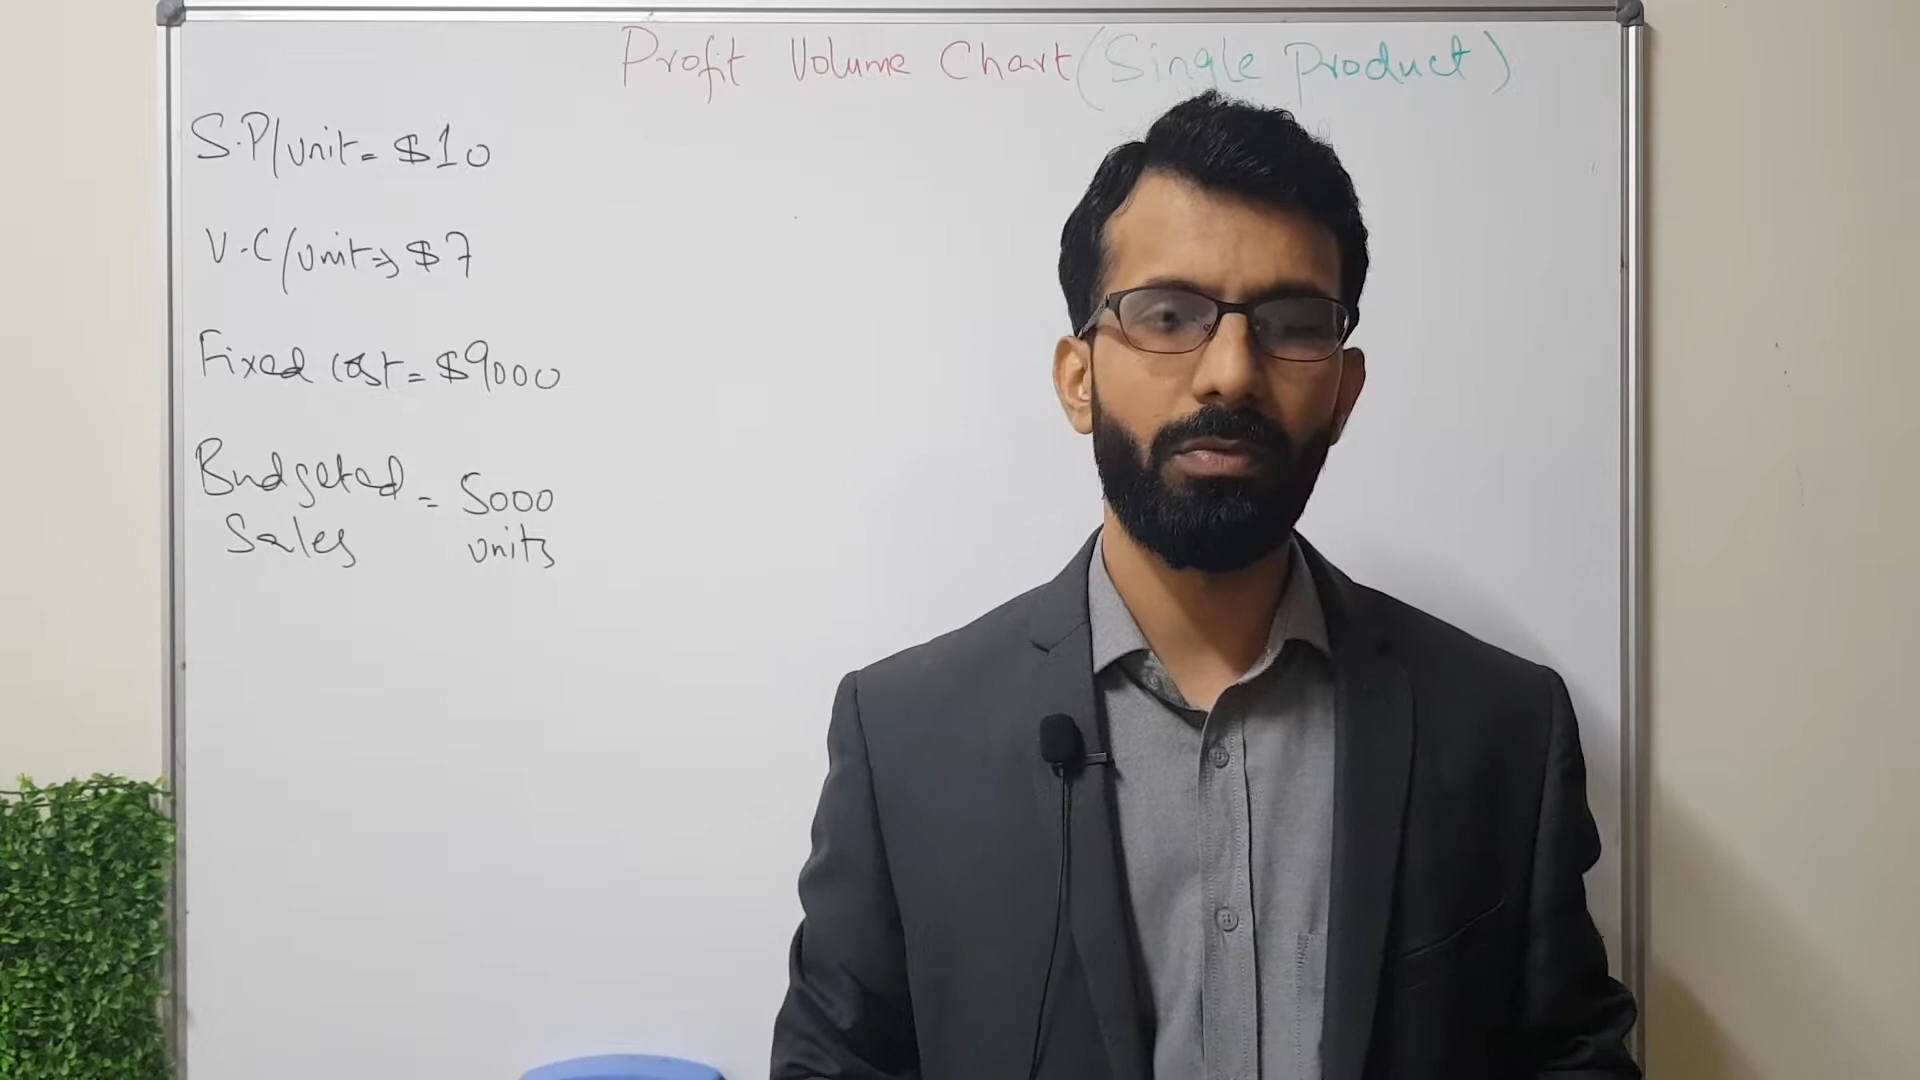 Profit Volume Chart (Single Product)
S.P/unit = $10
V.C/unit => $7
Fixed cost = $9000
Budgeted = 5000
Sales units